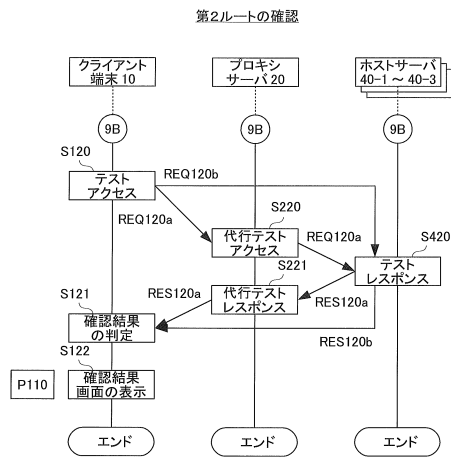 第2ルートの確認
クライアント
端末10
プロキシ
サーバ20
ホストサーバ
40-1～40-3
9B
9B
9B
S120
テスト
アクセス
REQ120b
REQ120a
S220
代行テスト
アクセス
REQ120a
S420
テスト
レスポンス
S221
代行テスト
レスポンス
RES120a
RES120a
S121
確認結果
の判定
RES120b
S122
確認結果
画面の表示
P110
エンド
エンド
エンド